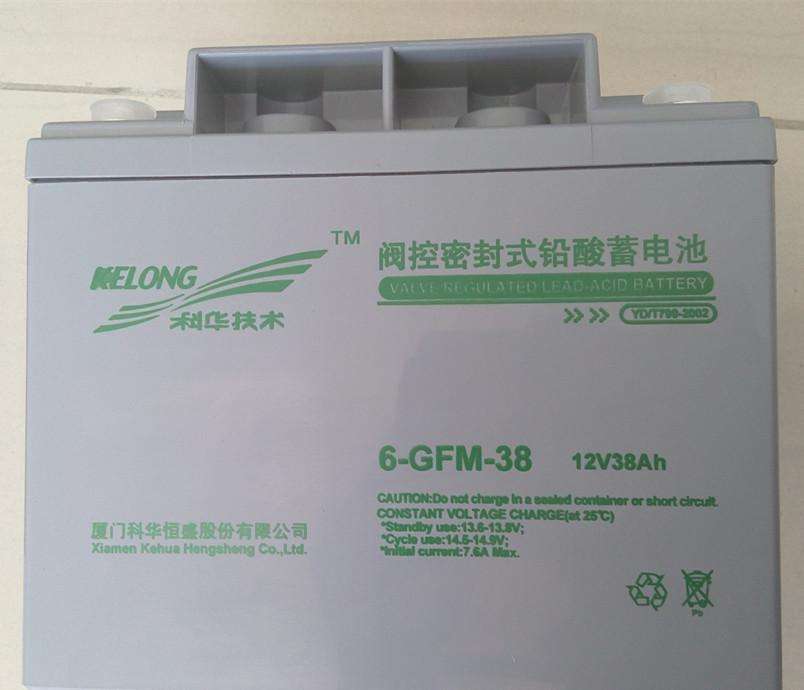 KELONG
TM
科华技术
阀控密封式铅酸蓄电池
VALVE REGULATED LEAD-ACID BATTERY
YD/T799-2002
6-GFM-38 12V38Ah
CAUTION:Do not charge in a sealed container or short circuit.
CONSTANT VOLTAGE CHARGE(at 25℃)
*Standby use:13.6-13.8V;
*Cycle use:14.5-14.9V;
*Initial current:7.6A Max.
厦门科华恒盛股份有限公司
Xiamen Kehua Hengsheng Co.,Ltd.
Pb